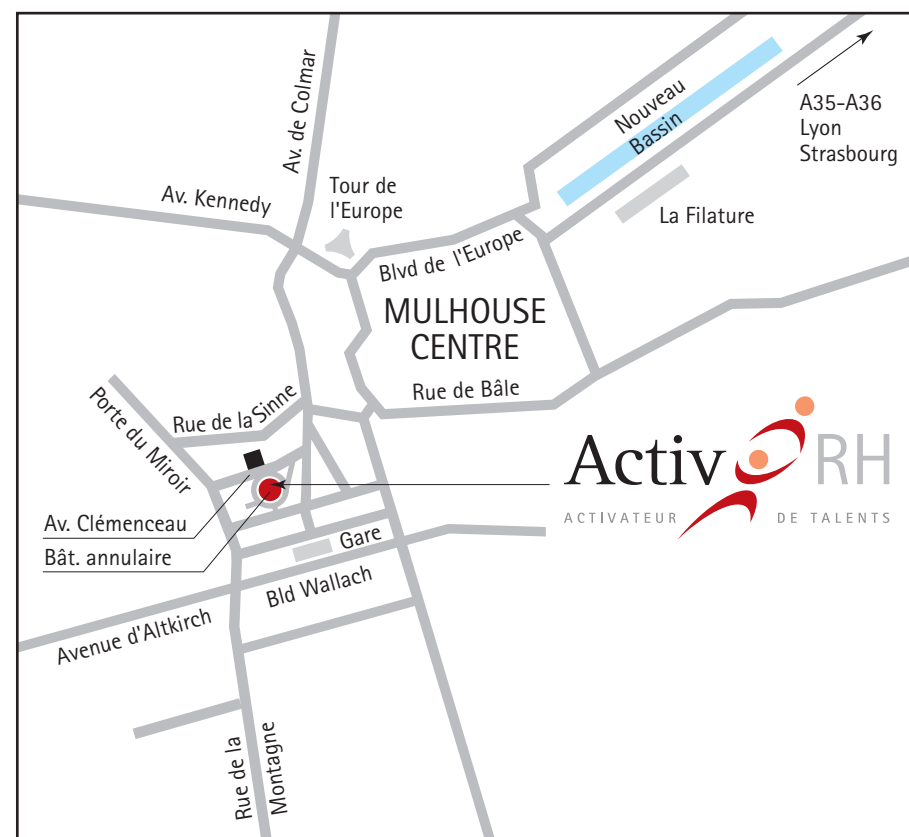 Av. de Colmar
Nouveau
Bassin
A35-A36
Lyon
Strasbourg
Av. Kennedy
Tour de
l'Europe
La Filature
Blvd de l'Europe
MULHOUSE
CENTRE
Rue de Bâle
Rue de la Sinne
Porte du Miroir
Activ RH
ACTIVATEUR DE TALENTS
Av. Clémenceau
Bât. annulaire
Gare
Bld Wallach
Avenue d'Altkirch
Rue de la
Montagne